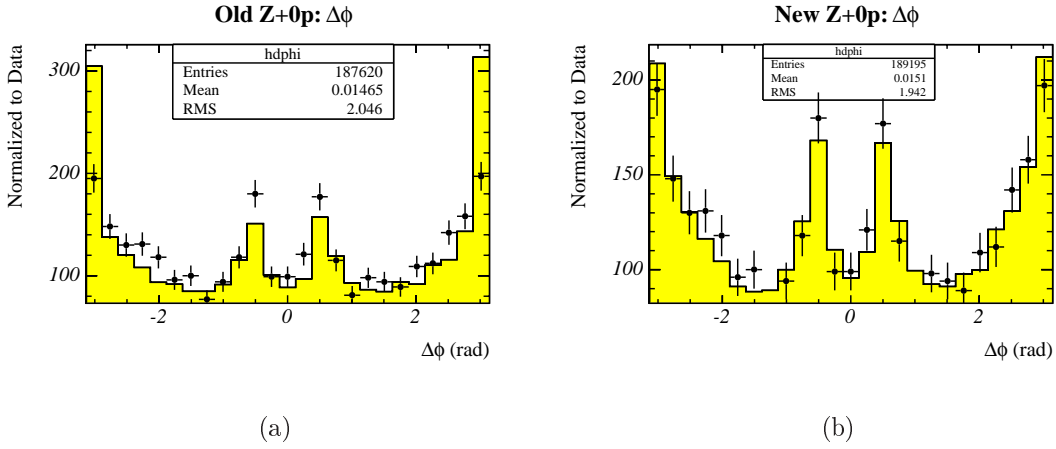 Old Z+0p: Δϕ
Normalized to Data
300
200
100
hdphi
Entries 187620
Mean 0.01465
RMS 2.046
-2 0 2
Δϕ (rad)
(a)
New Z+0p: Δϕ
Normalized to Data
200
150
100
hdphi
Entries 189195
Mean 0.0151
RMS 1.942
-2 0 2
Δϕ (rad)
(b)